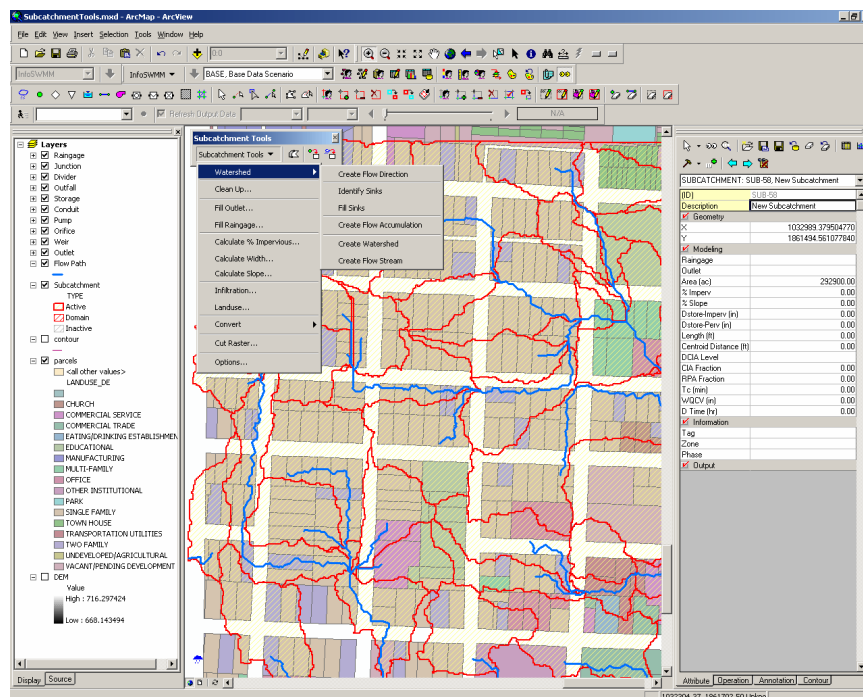 SubcatchmentTools.mxd - ArcMap - ArcView
File Edit View Insert Selection Tools Window Help
0:0
InfoSWMM InfoSWMM BASE, Base Data Scenario
Refresh Output Data N/A
Layers
Raingage
Junction
Divider
Outfall
Storage
Conduit
Pump
Orifice
Weir
Outlet
Flow Path
Subcatchment
TYPE
Active
Domain
Inactive
contour
parcels
<all other values>
LANDUSE_DE
CHURCH
COMMERCIAL SERVICE
COMMERCIAL TRADE
EATING/DRINKING ESTABLISHMEN
EDUCATIONAL
MANUFACTURING
MULTI-FAMILY
OFFICE
OTHER INSTITUTIONAL
PARK
SINGLE FAMILY
TOWN HOUSE
TRANSPORTATION UTILITIES
TWO FAMILY
UNDEVELOPED/AGRICULTURAL
VACANT/PENDING DEVELOPMENT
DEM
Value
High : 716.297424
Low : 668.143494
Display Source
Subcatchment Tools
Subcatchment Tools
Watershed
Clean Up...
Fill Outlet...
Fill Raingage...
Calculate % Impervious...
Calculate Width...
Calculate Slope...
Infiltration...
Landuse...
Convert
Cut Raster...
Options...
Create Flow Direction
Identify Sinks
Fill Sinks
Create Flow Accumulation
Create Watershed
Create Flow Stream
SUBCATCHMENT: SUB-58, New Subcatchment
(ID) SUB-58
Description New Subcatchment
Geometry
X 1032989.379504770
Y 1861494.561077840
Modeling
Raingage
Outlet
Area (ac) 292900.00
% Imperv 0.00
% Slope 0.00
Dstore-Imperv (in) 0.00
Dstore-Perv (in) 0.00
Length (ft) 0.00
Centroid Distance (ft) 0.00
DCIA Level
CIA Fraction 0.00
RIPA Fraction 0.00
Tc (min) 0.00
WQCV (in) 0.00
D Time (hr) 0.00
Information
Tag
Zone
Phase
Output
Attribute Operation Annotation Contour